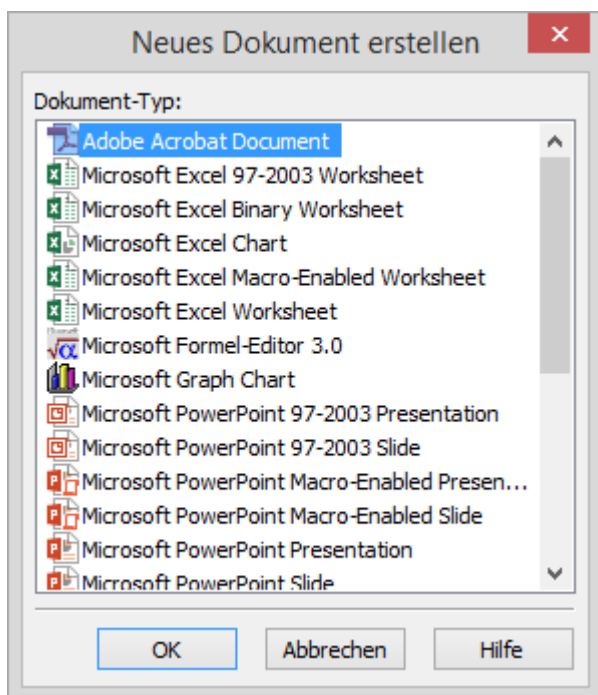 Neues Dokument erstellen
Dokument-Typ:
Adobe Acrobat Document
Microsoft Excel 97-2003 Worksheet
Microsoft Excel Binary Worksheet
Microsoft Excel Chart
Microsoft Excel Macro-Enabled Worksheet
Microsoft Excel Worksheet
Microsoft Formel-Editor 3.0
Microsoft Graph Chart
Microsoft PowerPoint 97-2003 Presentation
Microsoft PowerPoint 97-2003 Slide
Microsoft PowerPoint Macro-Enabled Presen...
Microsoft PowerPoint Macro-Enabled Slide
Microsoft PowerPoint Presentation
Microsoft PowerPoint Slide
OK Abbrechen Hilfe